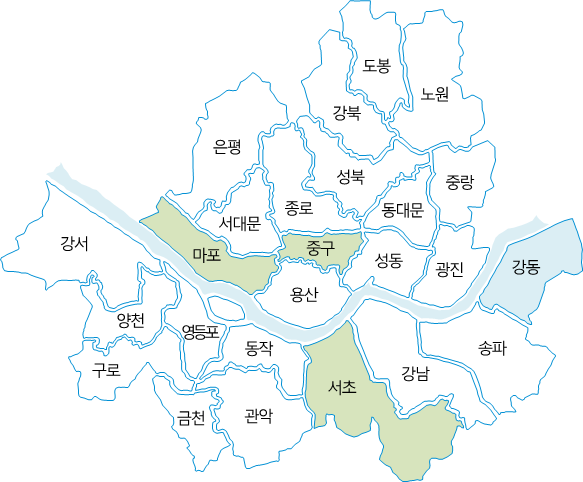 도봉
노원
강북
은평
성북
중랑
서대문
종로
동대문
강서
마포
중구
성동
광진
강동
용산
양천
영등포
동작
송파
구로
서초
강남
금천
관악